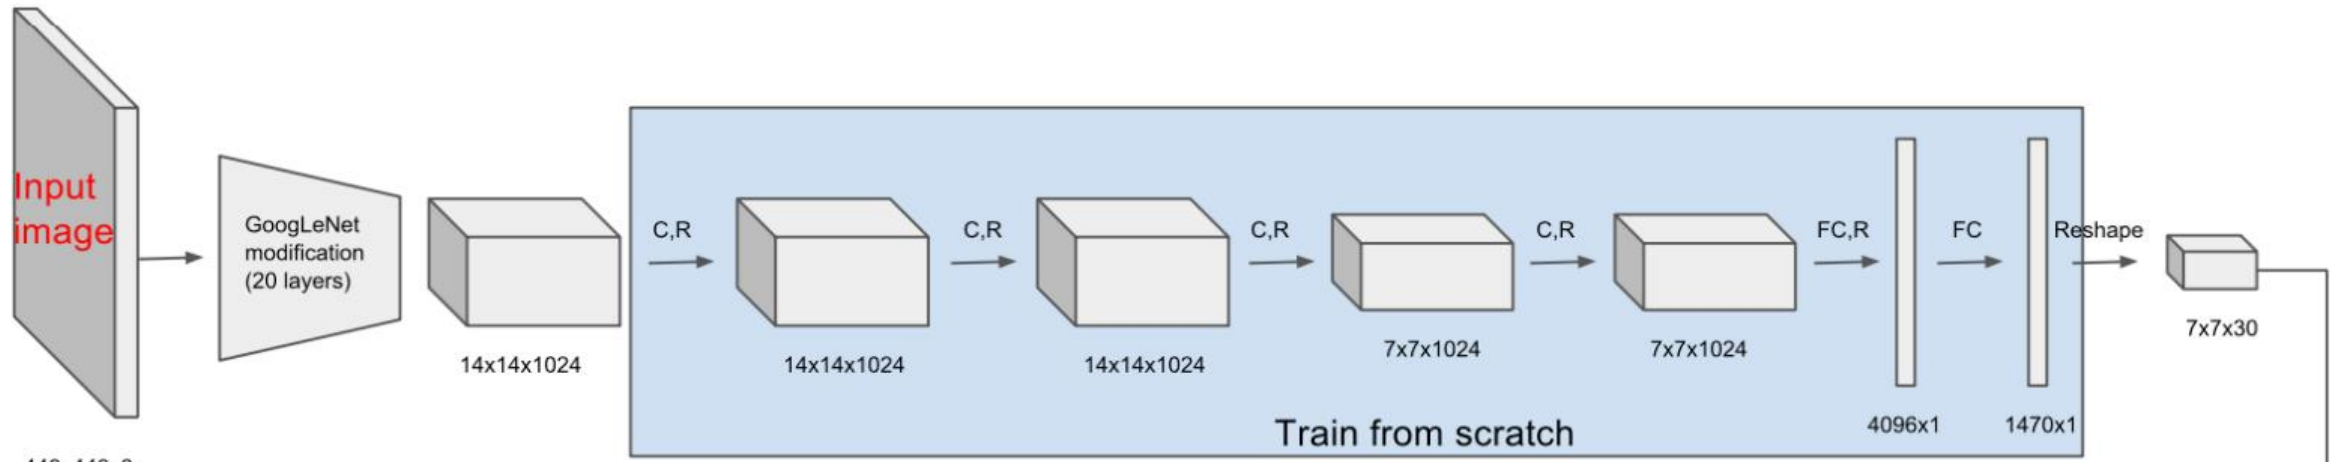 Input
image
GoogLeNet
modification
(20 layers)
14x14x1024
C,R
14x14x1024
C,R
14x14x1024
C,R
7x7x1024
C,R
7x7x1024
FC,R
4096x1
FC
1470x1
Reshape
7x7x30
Train from scratch